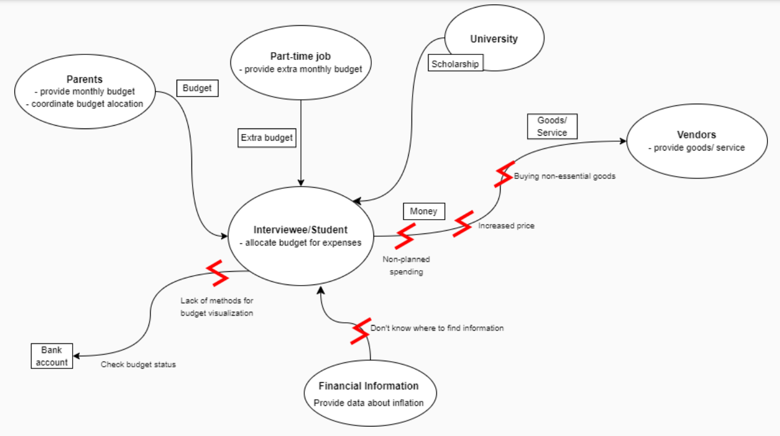 University
Scholarship
Part-time job
- provide extra monthly budget
Parents
- provide monthly budget
- coordinate budget alocation
Budget
Extra budget
Goods/
Service
Vendors
- provide goods/ service
Buying non-essential goods
Money
Increased price
Interviewee/Student
- allocate budget for expenses
Non-planned
spending
Lack of methods for
budget visualization
Don't know where to find information
Bank
account
Check budget status
Financial Information
Provide data about inflation